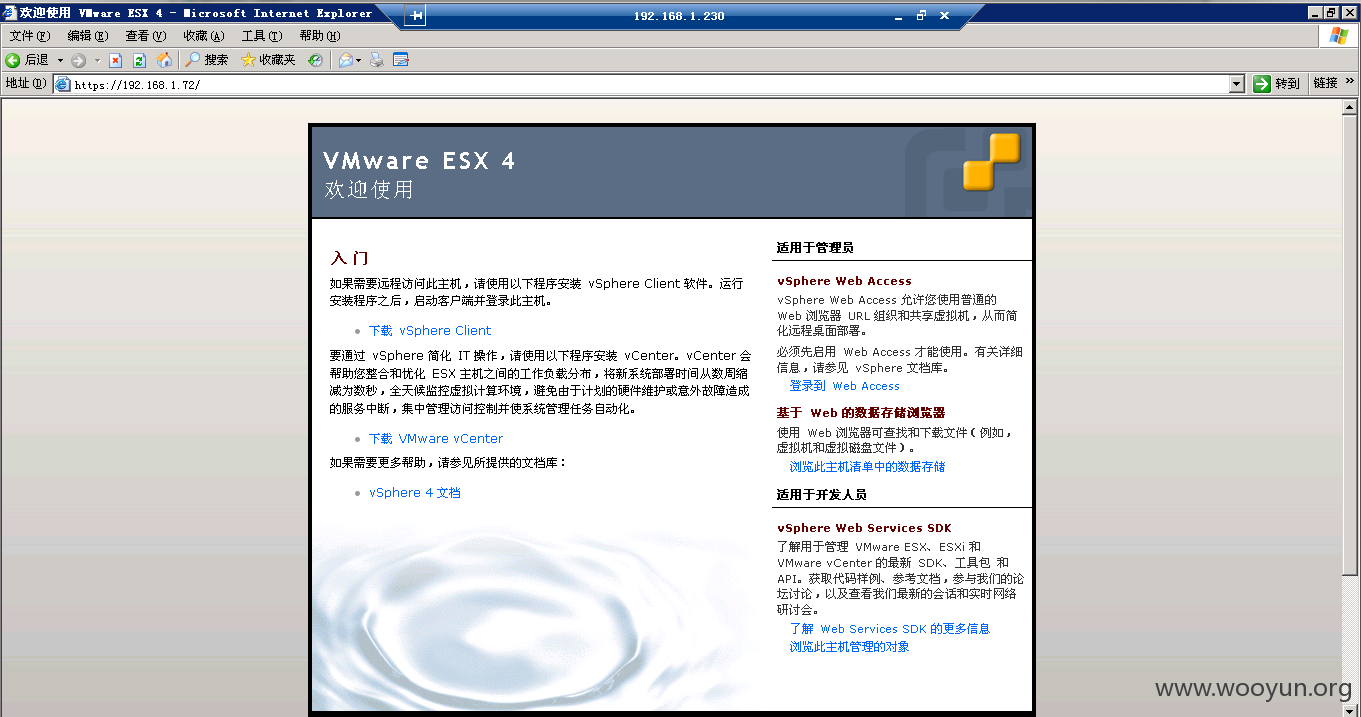 欢迎使用 VMware ESX 4 - Microsoft Internet Explorer
192.168.1.230
文件(F) 编辑(E) 查看(V) 收藏(A) 工具(T) 帮助(H)
后退 搜索 收藏夹
地址(D) https://192.168.1.72/ 转到 链接 »
VMware ESX 4
欢迎使用
入门
如果需要远程访问此主机，请使用以下程序安装 vSphere Client 软件。运行
安装程序之后，启动客户端并登录此主机。
下载 vSphere Client
要通过 vSphere 简化 IT 操作，请使用以下程序安装 vCenter。vCenter 会
帮助您整合和优化 ESX 主机之间的工作负载分布，将新系统部署时间从数周缩
减为数秒，全天候监控虚拟计算环境，避免由于计划的硬件维护或意外故障造成
的服务中断，集中管理访问控制并使系统管理任务自动化。
下载 VMware vCenter
如果需要更多帮助，请参见所提供的文档库：
vSphere 4 文档
适用于管理员
vSphere Web Access
vSphere Web Access 允许您使用普通的
Web 浏览器 URL 组织和共享虚拟机，从而简
化远程桌面部署。
必须先启用 Web Access 才能使用。有关详细
信息，请参见 vSphere 文档库。
登录到 Web Access
基于 Web 的数据存储浏览器
使用 Web 浏览器可查找和下载文件（例如，
虚拟机和虚拟磁盘文件）。
浏览此主机清单中的数据存储
适用于开发人员
vSphere Web Services SDK
了解用于管理 VMware ESX、ESXi 和
VMware vCenter 的最新 SDK、工具包 和
API。获取代码样例、参考文档，参与我们的论
坛讨论，以及查看我们最新的会话和实时网络
研讨会。
了解 Web Services SDK 的更多信息
浏览此主机管理的对象
www.wooyun.org